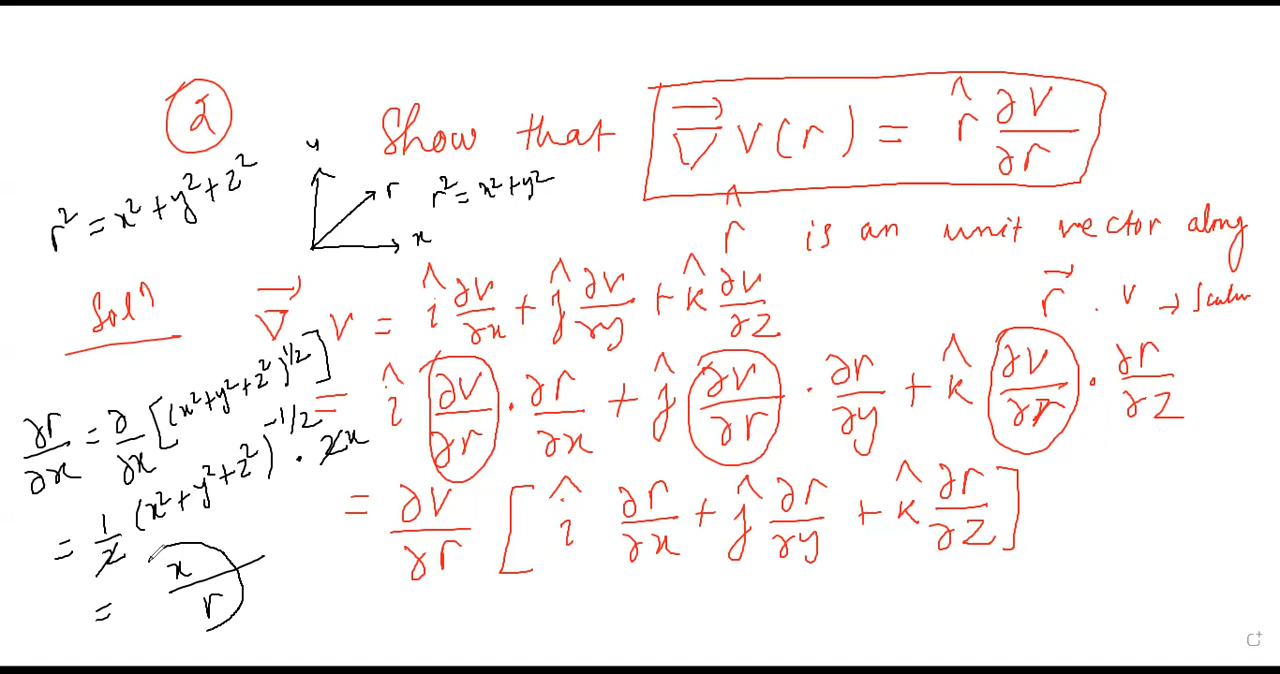 ② Show that ∇⃗ V(r) = r̂ ∂V/∂r
r² = x² + y² + z²
y
r
r² = x² + y²
x
r̂ is an unit vector along
r⃗ . V → Scalar
Solⁿ ∇⃗ V = î ∂V/∂x + ĵ ∂V/∂y + k̂ ∂V/∂z
= î ∂V/∂r · ∂r/∂x + ĵ ∂V/∂r · ∂r/∂y + k̂ ∂V/∂r · ∂r/∂z
= ∂V/∂r [ î ∂r/∂x + ĵ ∂r/∂y + k̂ ∂r/∂z ]
∂r/∂x = ∂/∂x [(x² + y² + z²)^1/2]
= 1/2 (x² + y² + z²)^-1/2 · 2x
= x/r